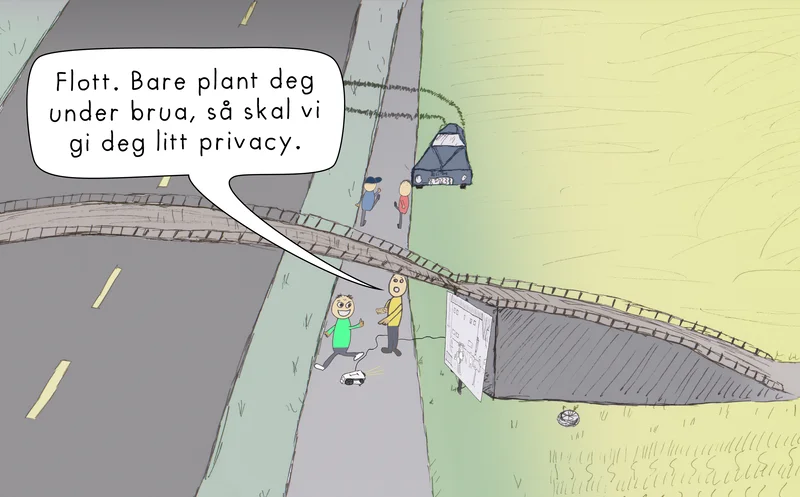 Flott. Bare plant deg
under brua, så skal vi
gi deg litt privacy.